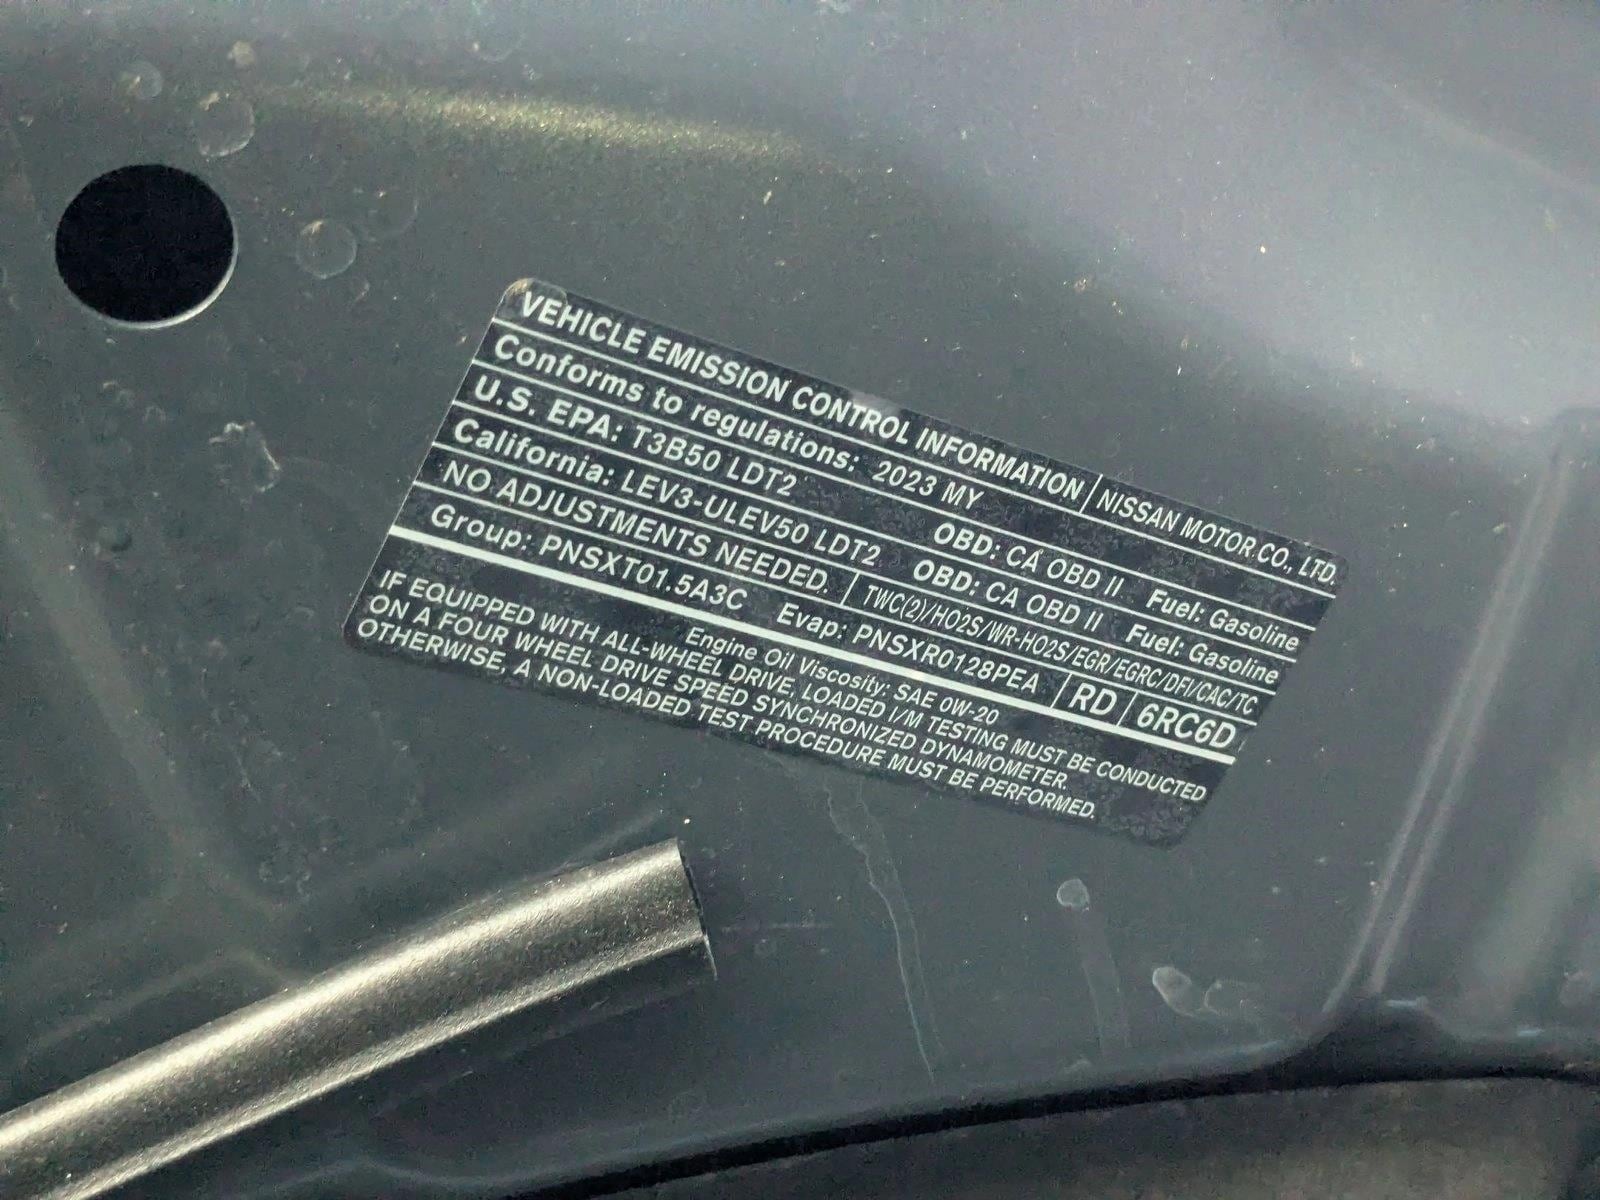 VEHICLE EMISSION CONTROL INFORMATION NISSAN MOTOR CO., LTD.
Conforms to regulations: 2023 MY
U.S. EPA: T3B50 LDT2 OBD: CA OBD II Fuel: Gasoline
California: LEV3-ULEV50 LDT2 OBD: CA OBD II Fuel: Gasoline
NO ADJUSTMENTS NEEDED. TWC(2)/HO2S/WR-HO2S/EGR/EGRC/DFI/CAC/TC
Group: PNSXT01.5A3C Evap: PNSXR0128PEA RD 6RC6D
Engine Oil Viscosity: SAE 0W-20
IF EQUIPPED WITH ALL-WHEEL DRIVE, LOADED I/M TESTING MUST BE CONDUCTED
ON A FOUR WHEEL DRIVE SPEED SYNCHRONIZED DYNAMOMETER.
OTHERWISE, A NON-LOADED TEST PROCEDURE MUST BE PERFORMED.